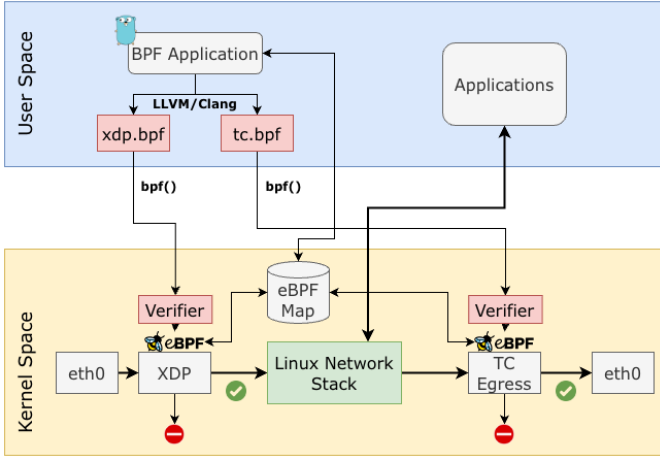 User Space
BPF Application
LLVM/Clang
xdp.bpf
tc.bpf
Applications
bpf()
bpf()
Kernel Space
eBPF
Map
Verifier
Verifier
eBPF
eBPF
eth0
XDP
Linux Network
Stack
TC
Egress
eth0